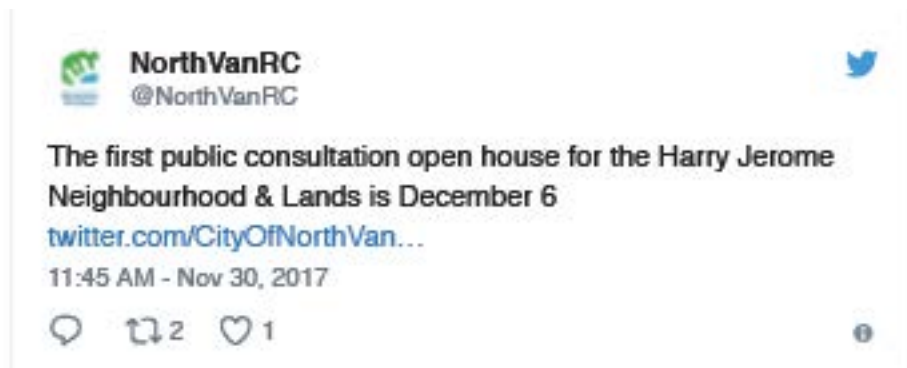 NorthVanRC
@NorthVanRC
The first public consultation open house for the Harry Jerome
Neighbourhood & Lands is December 6
twitter.com/CityOfNorthVan...
11:45 AM - Nov 30, 2017
2 1